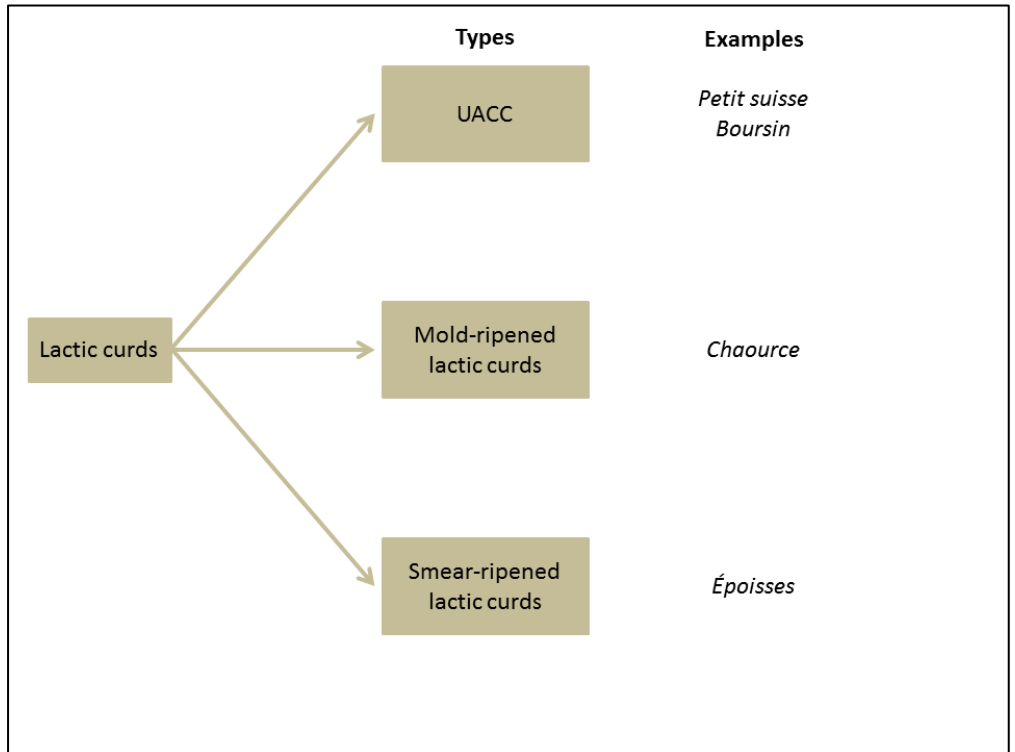 Types
Examples
UACC
Petit suisse
Boursin
Lactic curds
Mold-ripened
lactic curds
Chaource
Smear-ripened
lactic curds
Époisses